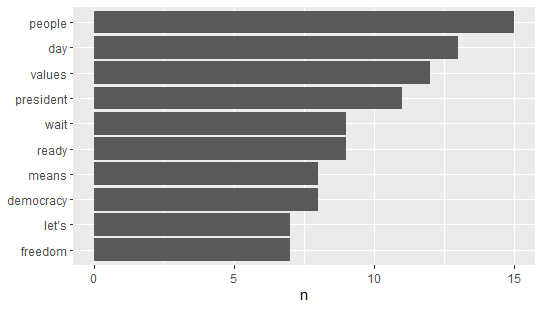 people
day
values
president
wait
ready
means
democracy
let's
freedom
0 5 10 15
n